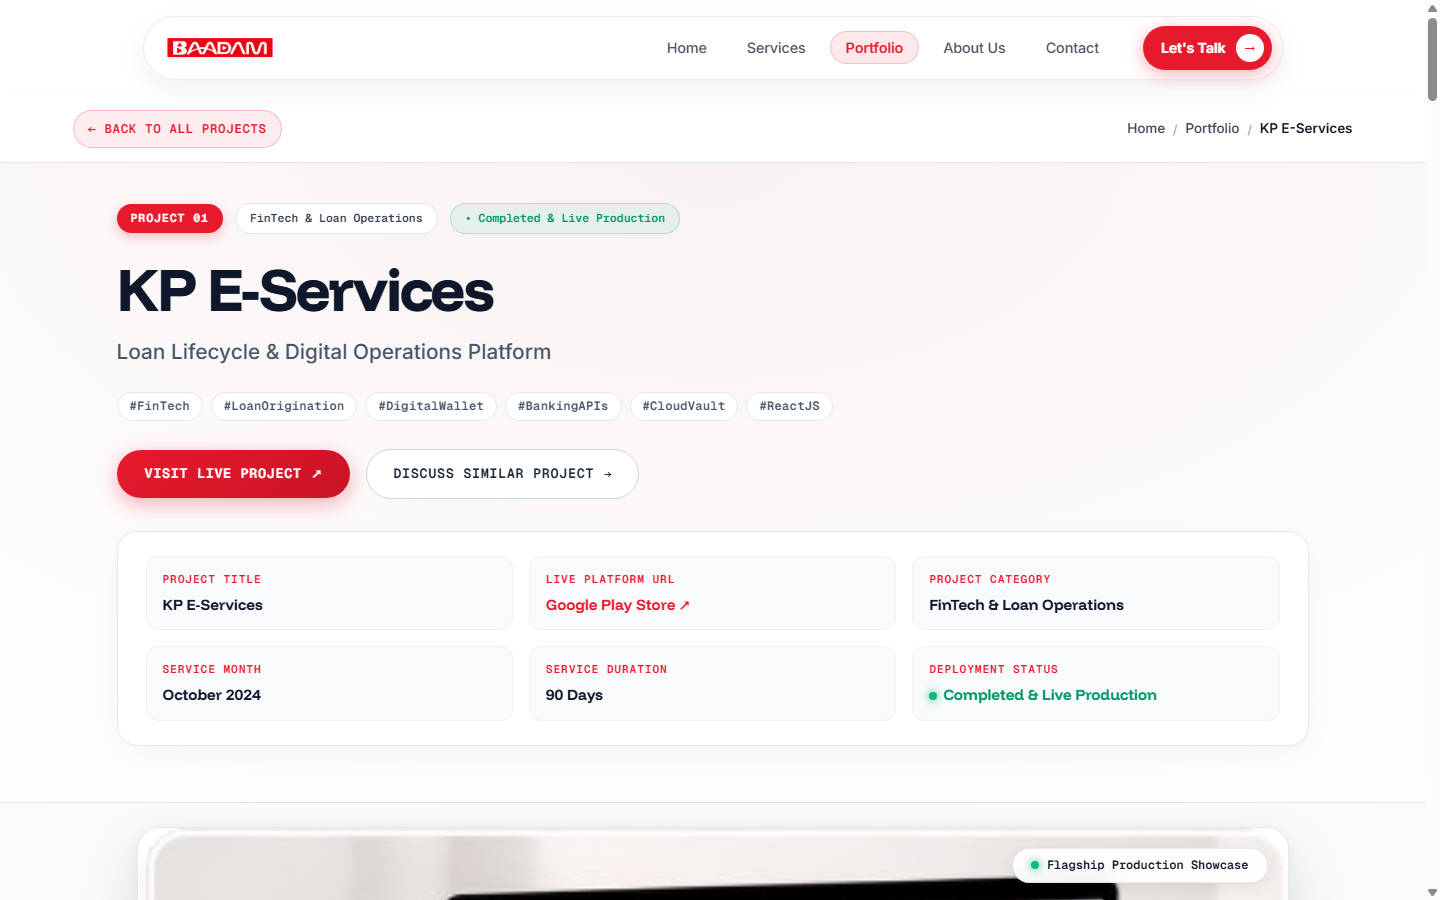 BAADAM
Home
Services
Portfolio
About Us
Contact
Let's Talk →
← BACK TO ALL PROJECTS
Home / Portfolio / KP E-Services
PROJECT 01
FinTech & Loan Operations
• Completed & Live Production
KP E-Services
Loan Lifecycle & Digital Operations Platform
#FinTech
#LoanOrigination
#DigitalWallet
#BankingAPIs
#CloudVault
#ReactJS
VISIT LIVE PROJECT ↗
DISCUSS SIMILAR PROJECT →
PROJECT TITLE
KP E-Services
LIVE PLATFORM URL
Google Play Store ↗
PROJECT CATEGORY
FinTech & Loan Operations
SERVICE MONTH
October 2024
SERVICE DURATION
90 Days
DEPLOYMENT STATUS
Completed & Live Production
Flagship Production Showcase